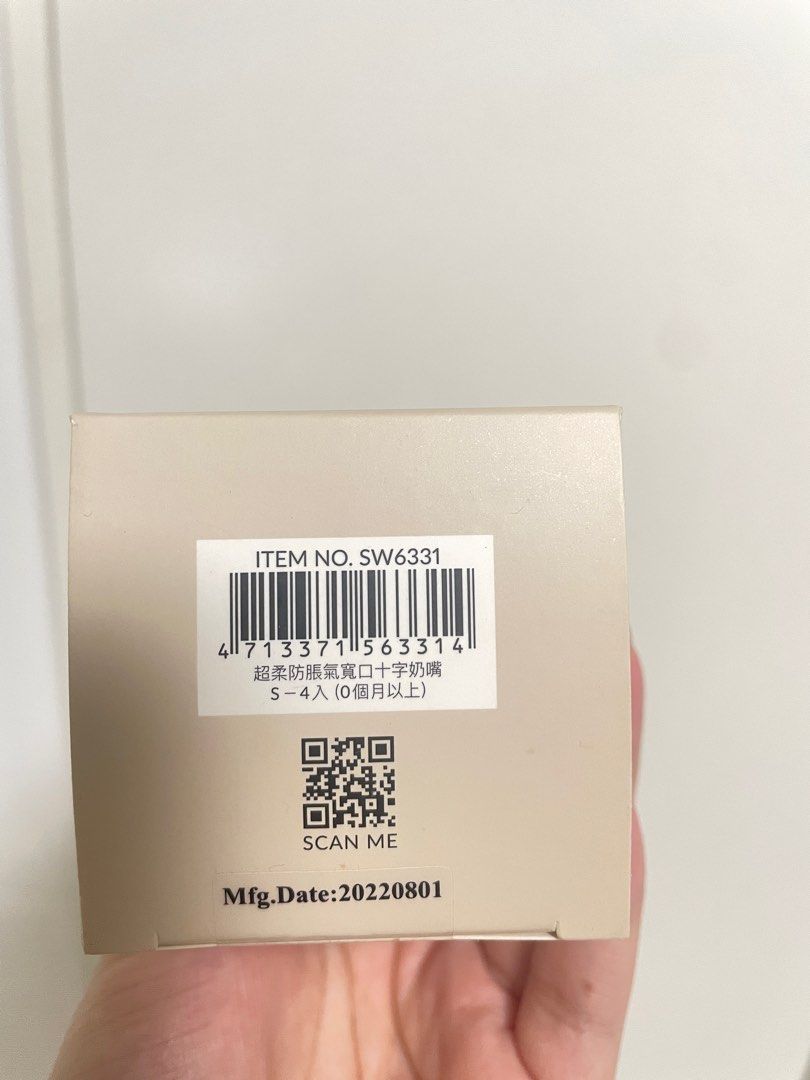 ITEM NO. SW6331
4 713371 563314
超柔防脹氣寬口十字奶嘴
S－4入 (0個月以上)
SCAN ME
Mfg.Date:20220801